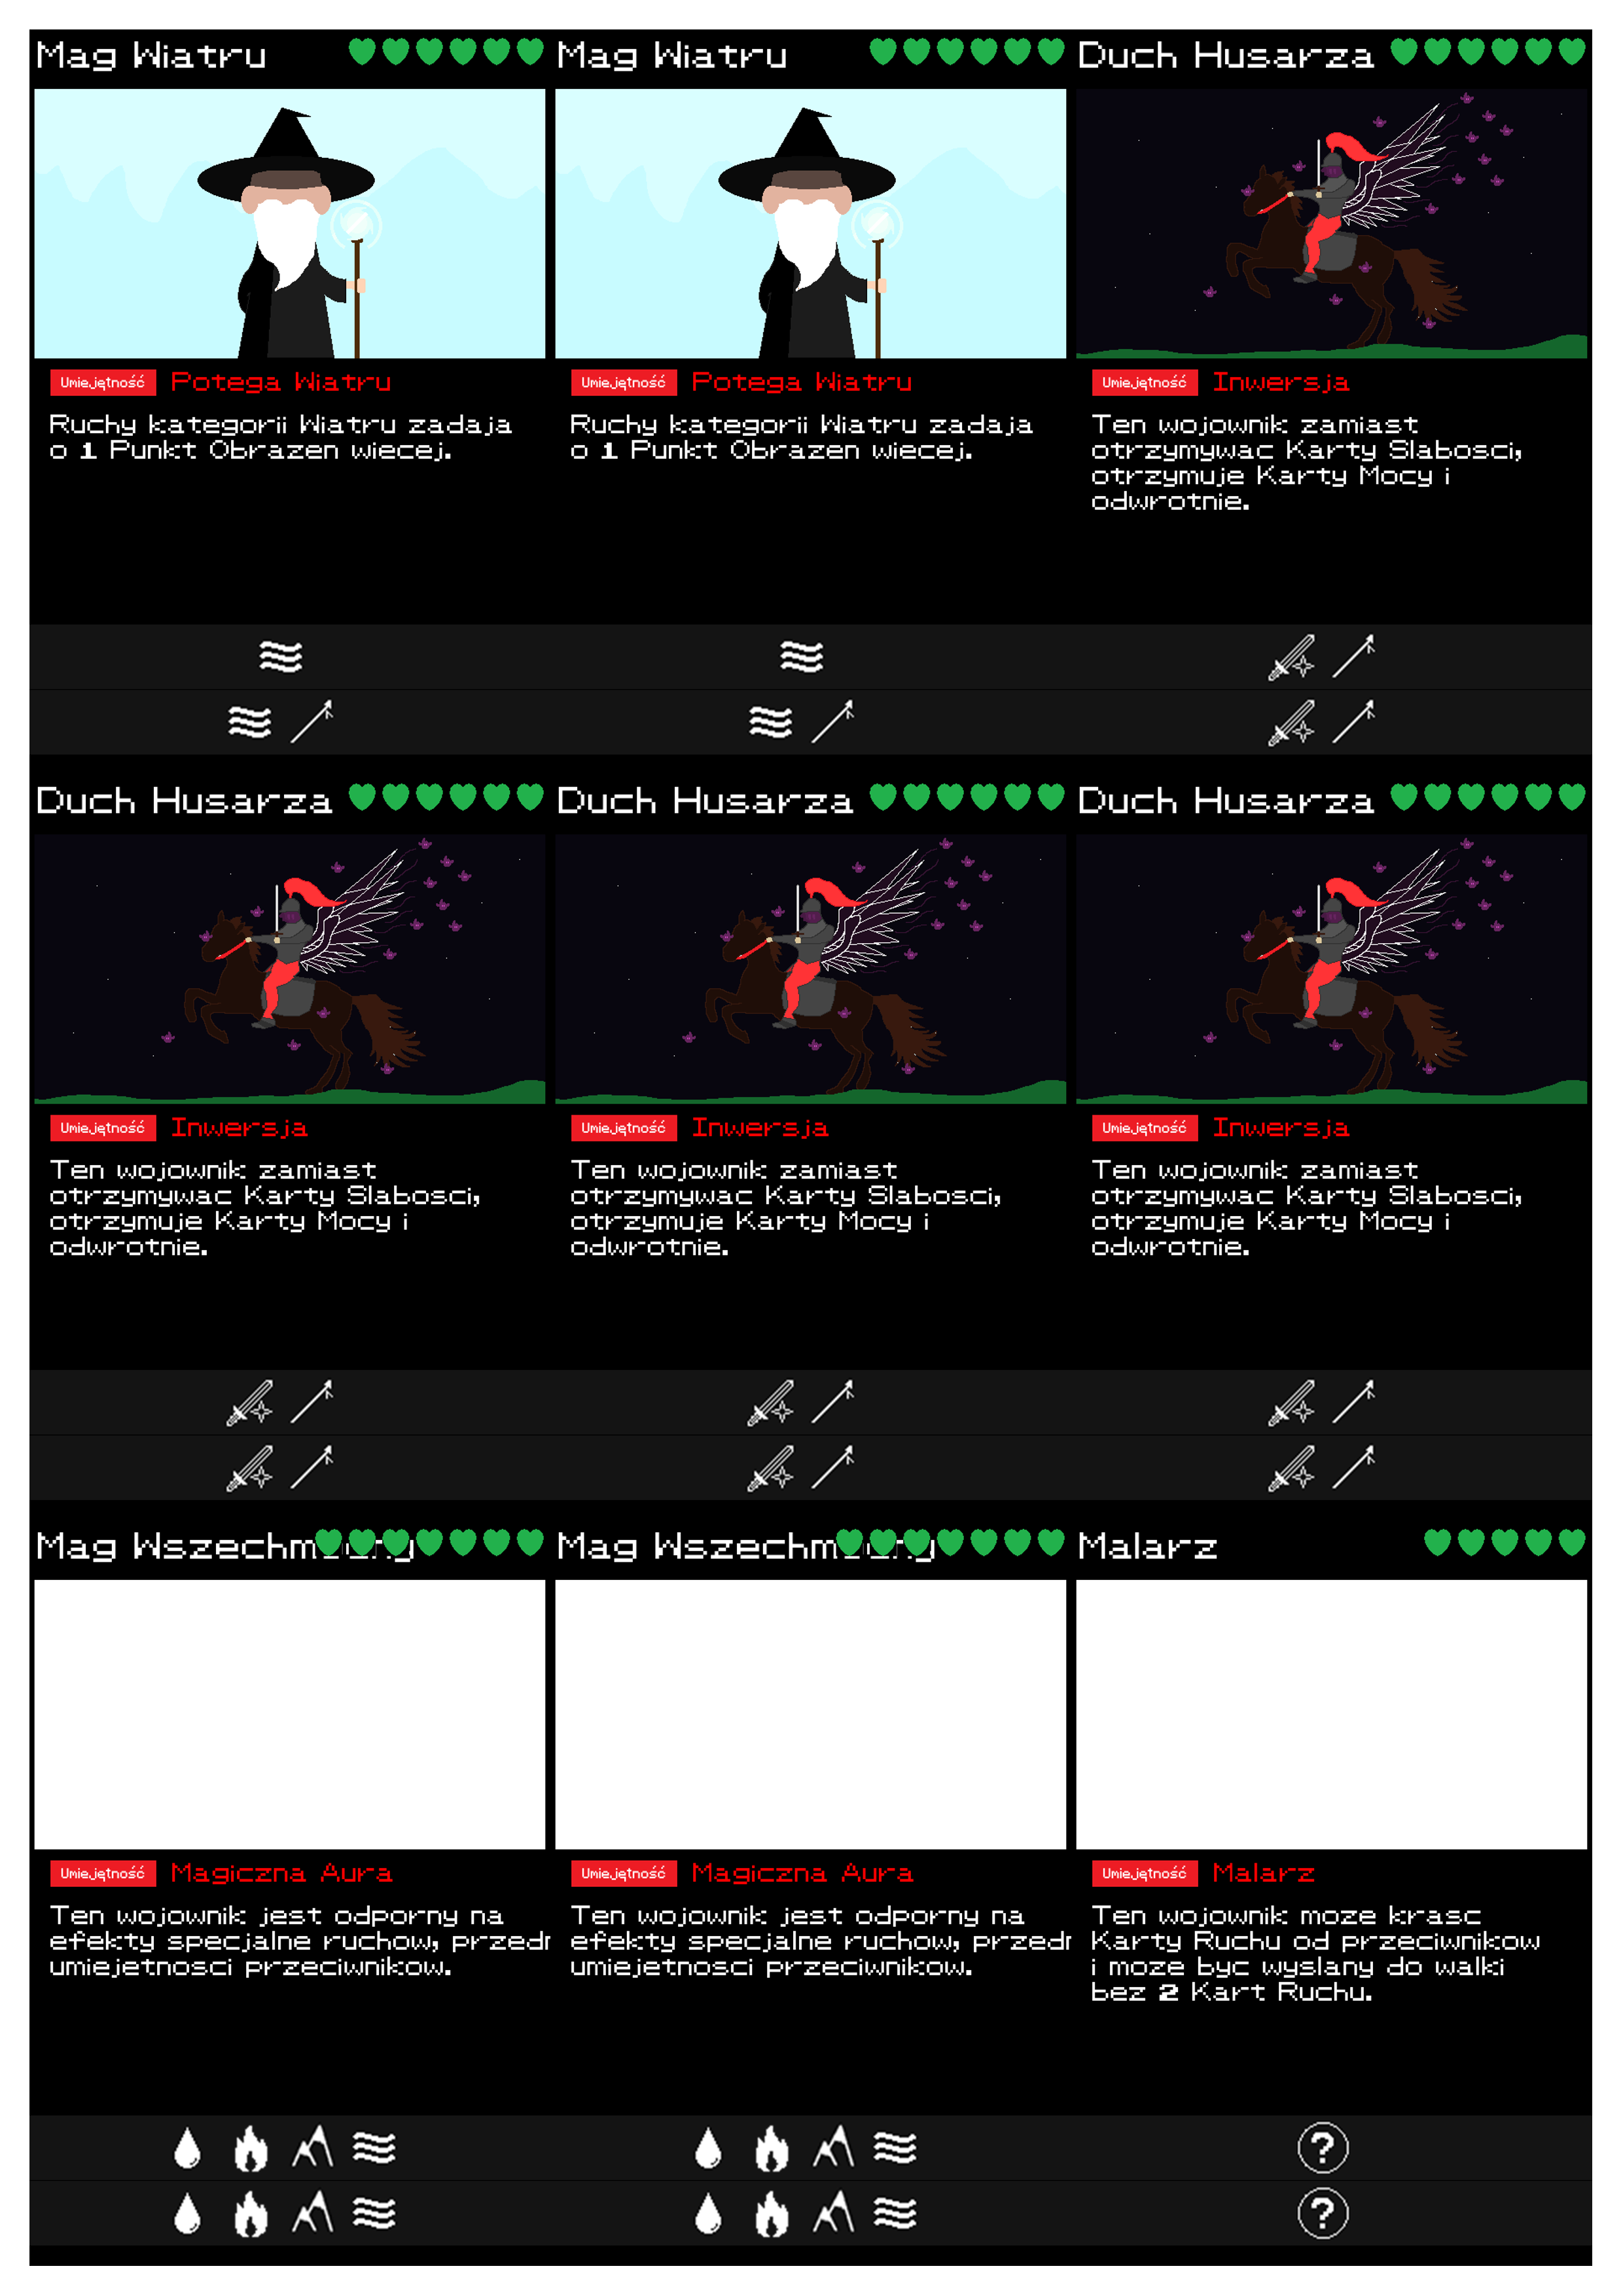 Mag Wiatru
Umiejętność Potega Wiatru
Ruchy kategorii Wiatru zadaja
o 1 Punkt Obrazen wiecej.
Mag Wiatru
Umiejętność Potega Wiatru
Ruchy kategorii Wiatru zadaja
o 1 Punkt Obrazen wiecej.
Duch Husarza
Umiejętność Inwersja
Ten wojownik zamiast
otrzymywac Karty Slabosci,
otrzymuje Karty Mocy i
odwrotnie.
Duch Husarza
Umiejętność Inwersja
Ten wojownik zamiast
otrzymywac Karty Slabosci,
otrzymuje Karty Mocy i
odwrotnie.
Duch Husarza
Umiejętność Inwersja
Ten wojownik zamiast
otrzymywac Karty Slabosci,
otrzymuje Karty Mocy i
odwrotnie.
Duch Husarza
Umiejętność Inwersja
Ten wojownik zamiast
otrzymywac Karty Slabosci,
otrzymuje Karty Mocy i
odwrotnie.
Mag Wszechmocny
Umiejętność Magiczna Aura
Ten wojownik jest odporny na
efekty specjalne ruchow,
umiejetnosci przeciwnikow.
Mag Wszechmocny
Umiejętność Magiczna Aura
Ten wojownik jest odporny na
efekty specjalne ruchow,
umiejetnosci przeciwnikow.
Malarz
Umiejętność Malarz
Ten wojownik moze krasc
Karty Ruchu od przeciwnikow
i moze byc wyslany do walki
bez 2 Kart Ruchu.
?
?